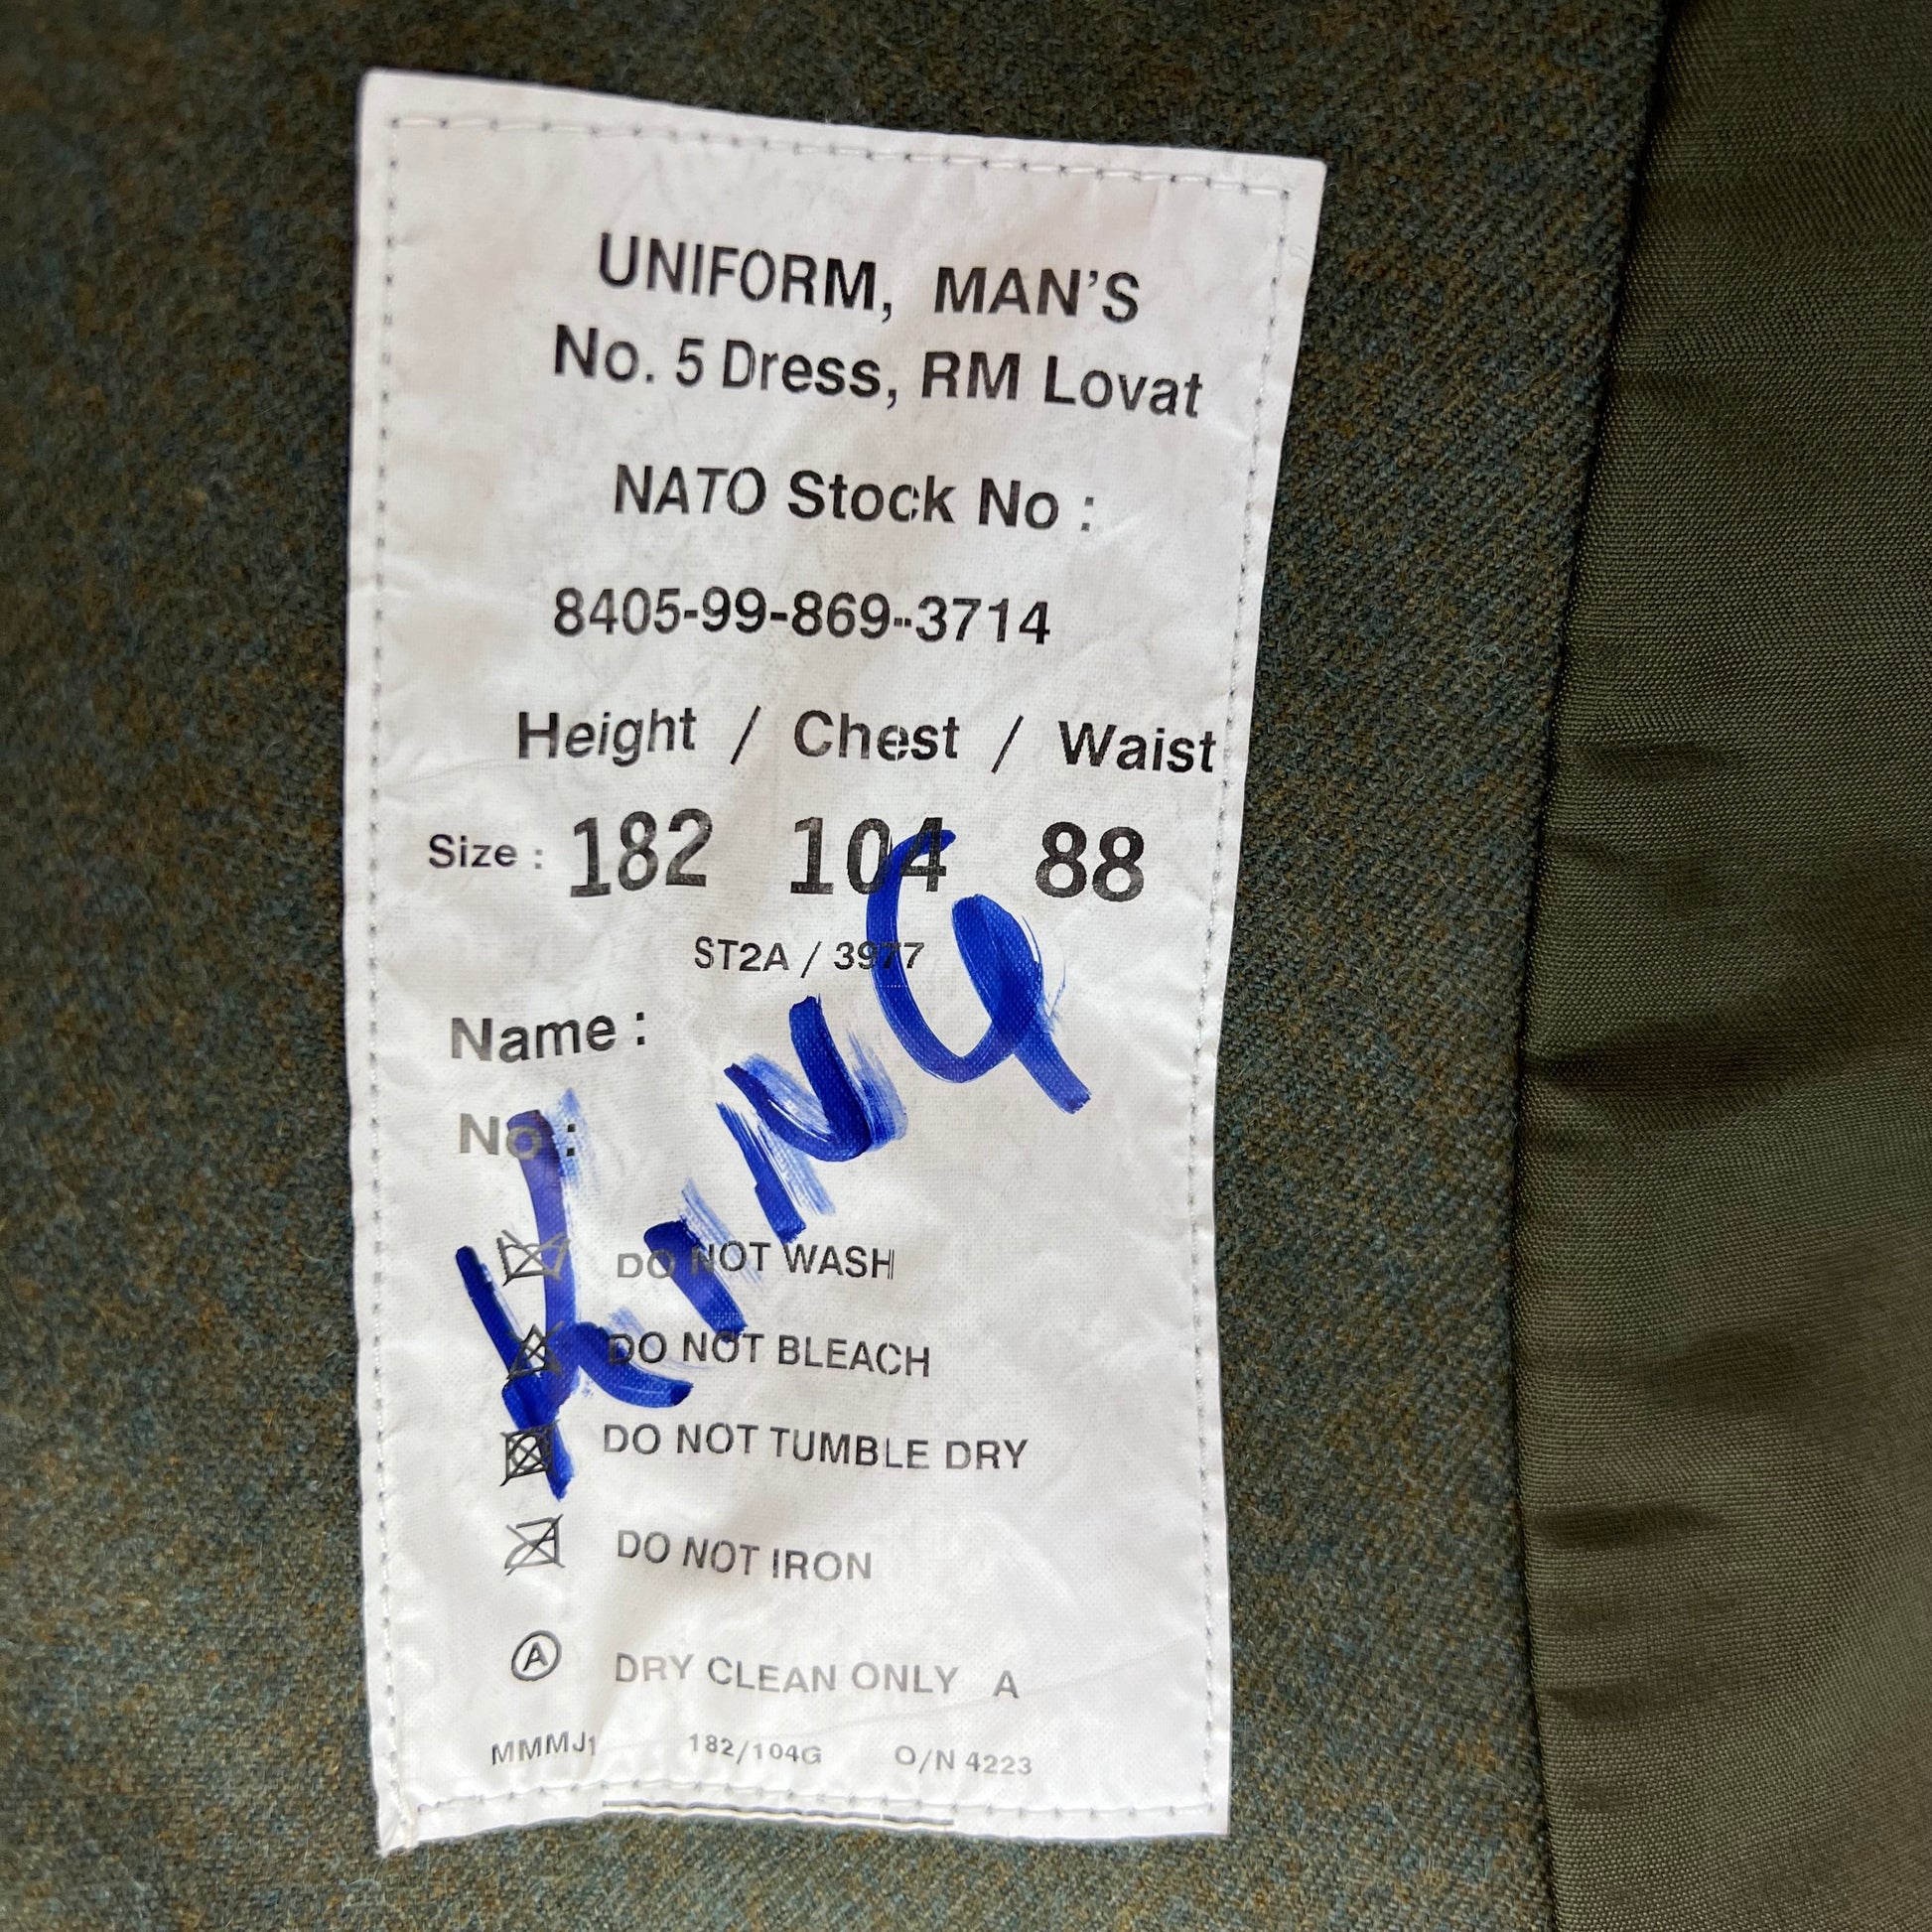 UNIFORM, MAN'S
No. 5 Dress, RM Lovat
NATO Stock No :
8405-99-869-3714
Height / Chest / Waist
Size : 182 104 88
ST2A / 3977
Name :
No :
KING
DO NOT WASH
DO NOT BLEACH
DO NOT TUMBLE DRY
DO NOT IRON
A DRY CLEAN ONLY A
MMMJ1 182/104G O/N 4223